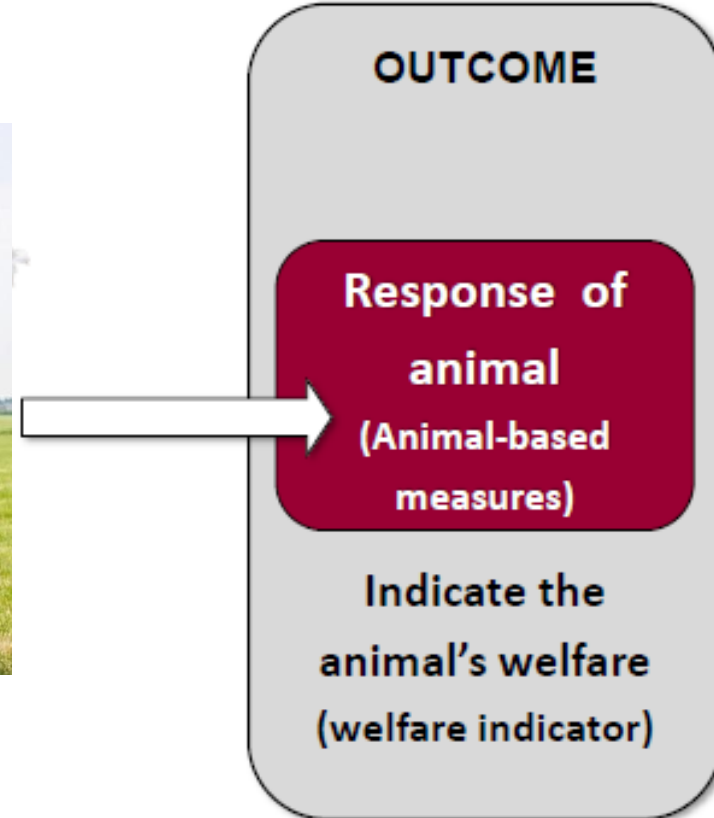 OUTCOME
Response of
animal
(Animal-based
measures)
Indicate the
animal’s welfare
(welfare indicator)